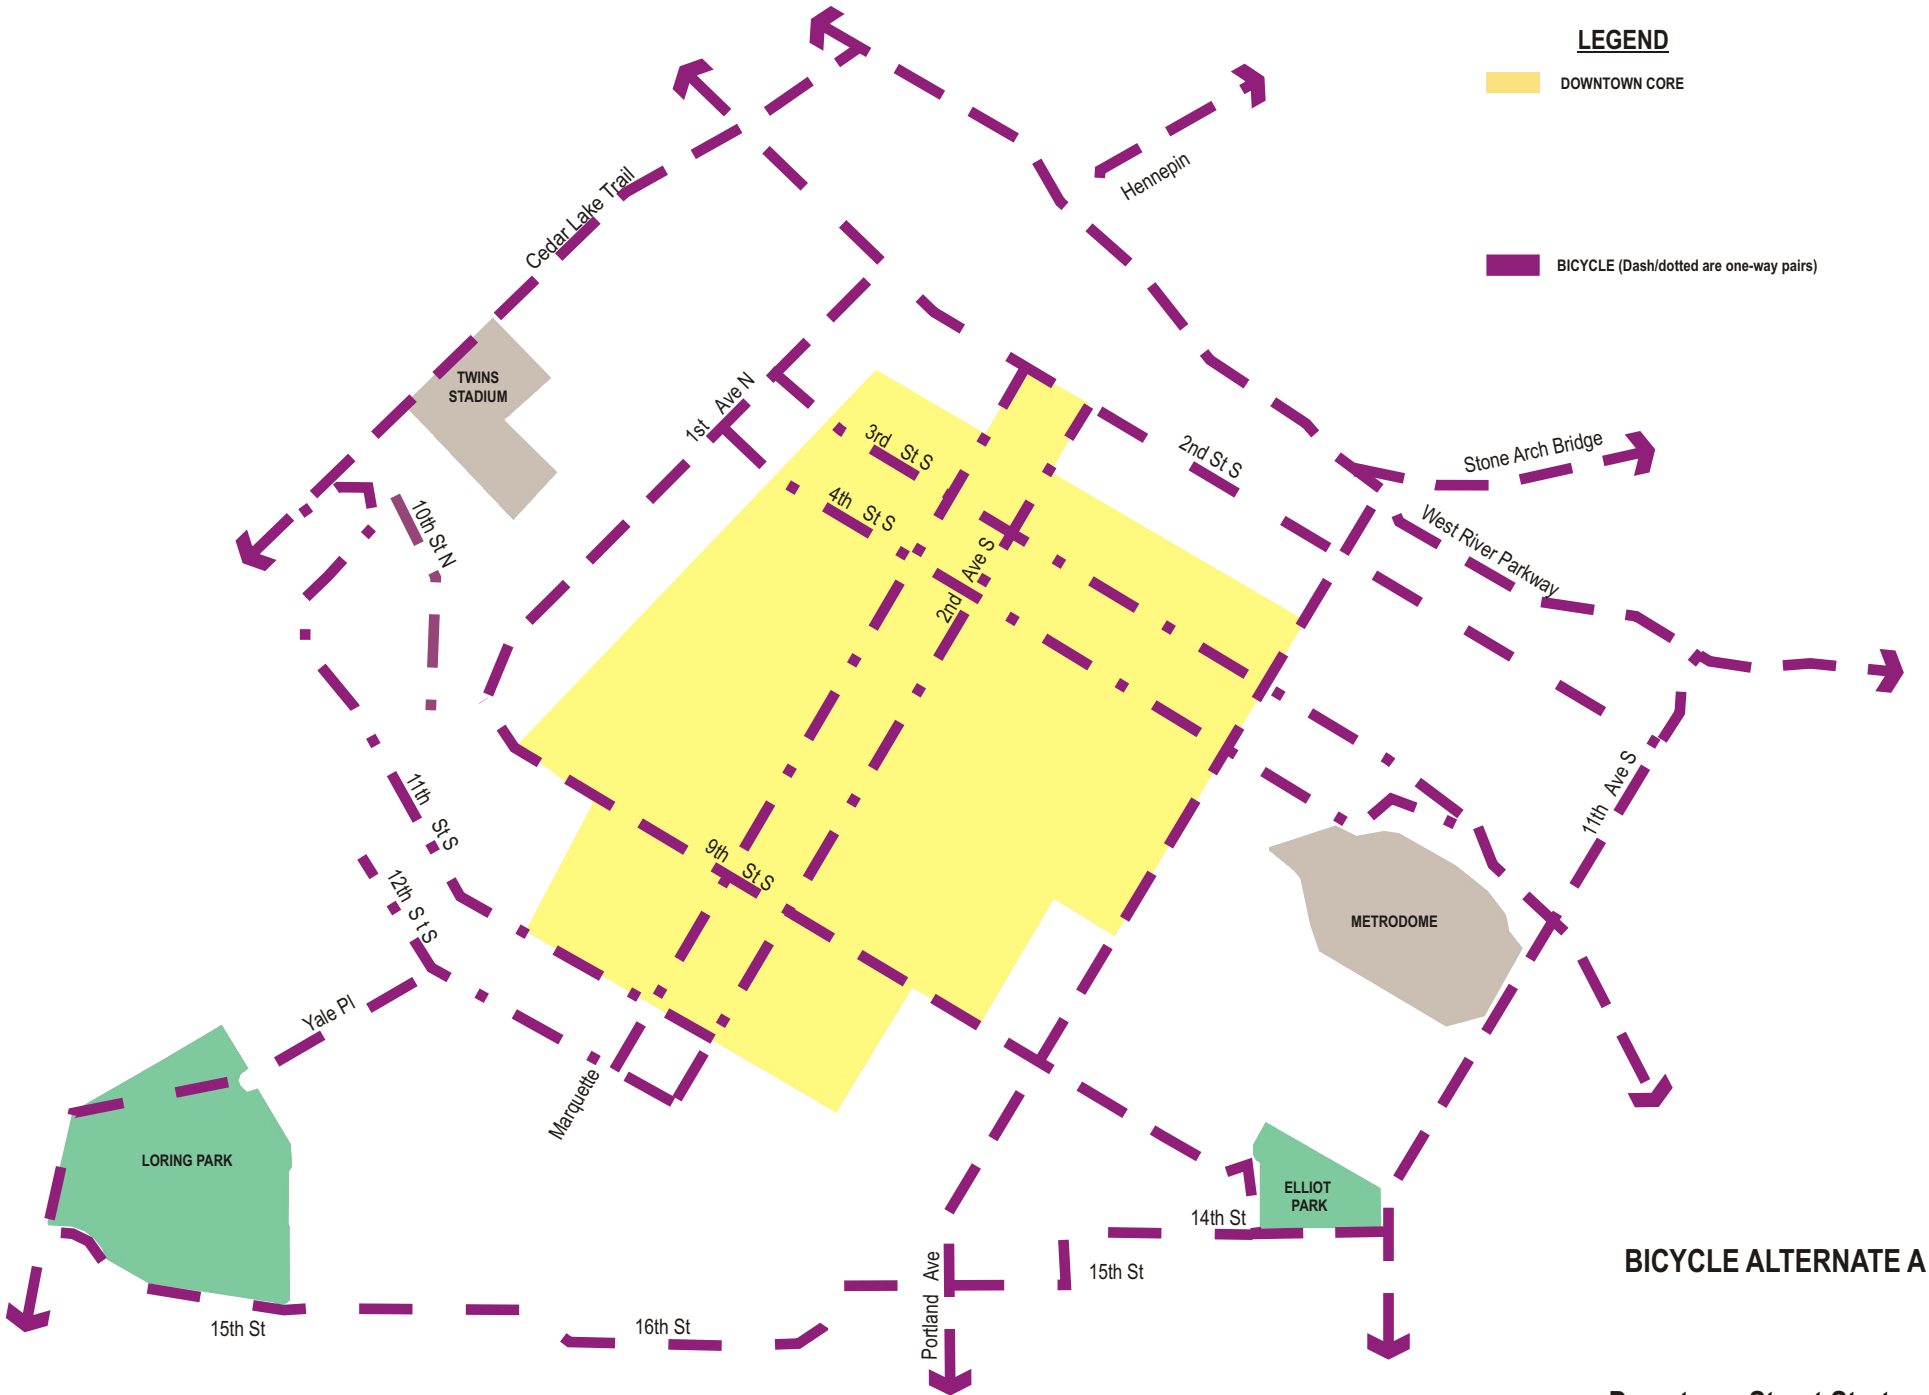 LEGEND
DOWNTOWN CORE
BICYCLE (Dash/dotted are one-way pairs)
Hennepin
Cedar Lake Trail
TWINS
STADIUM
1st Ave N
3rd St S
4th St S
2nd St S
Stone Arch Bridge
West River Parkway
10th St N
2nd Ave S
11th St S
12th S t S
9th St S
11th Ave S
METRODOME
Yale Pl
Marquette
LORING PARK
ELLIOT
PARK
14th St
15th St
Portland Ave
15th St
16th St
BICYCLE ALTERNATE A